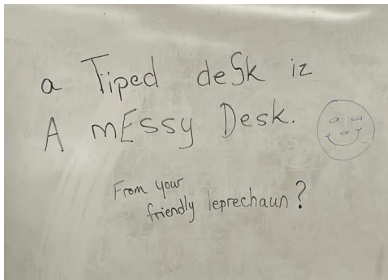 a Tiped deSk iz
A mEssy Desk.
From your
friendly leprechaun?